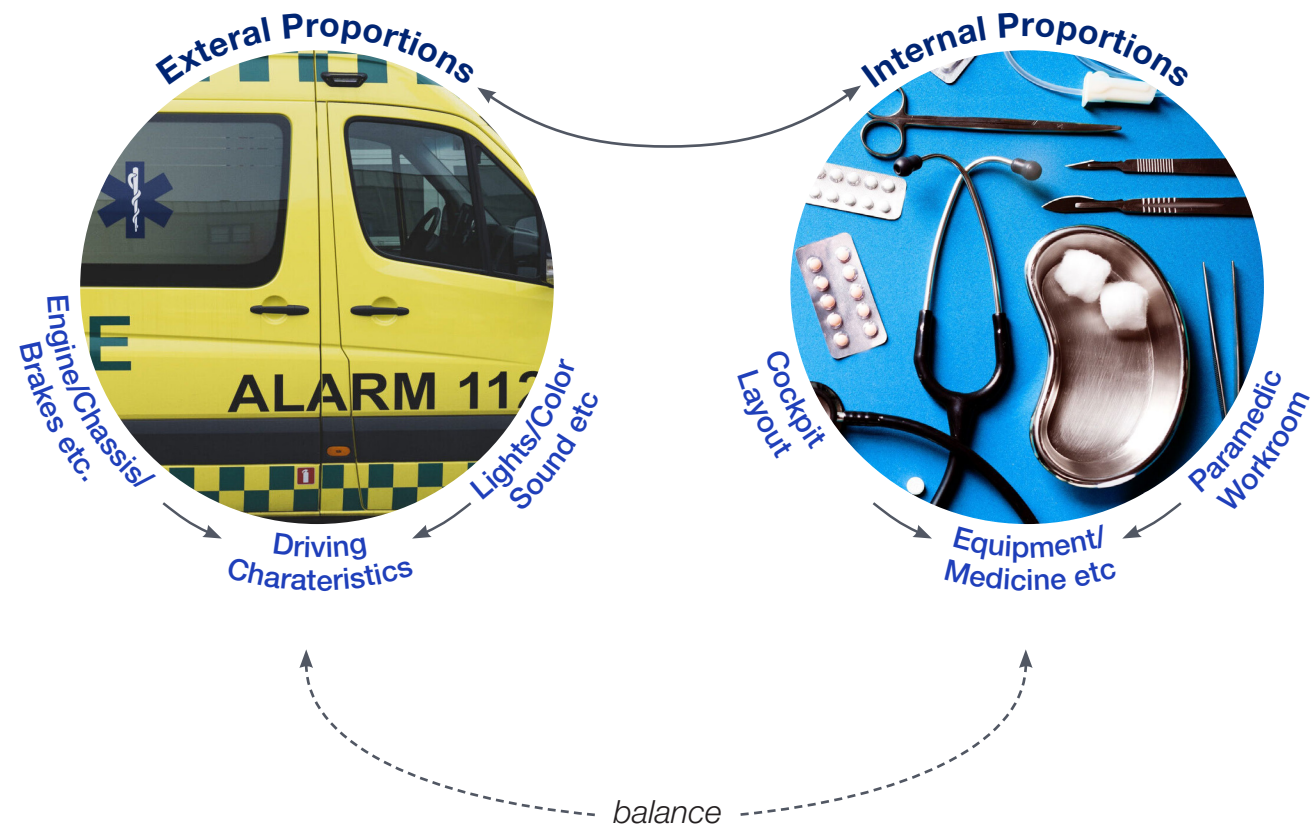 Exteral Proportions
Internal Proportions
E
ALARM 112
Engine/Chassis/
Brakes etc.
Lights/Color
Sound etc
Driving
Charateristics
Cockpit
Layout
Paramedic
Workroom
Equipment/
Medicine etc
balance